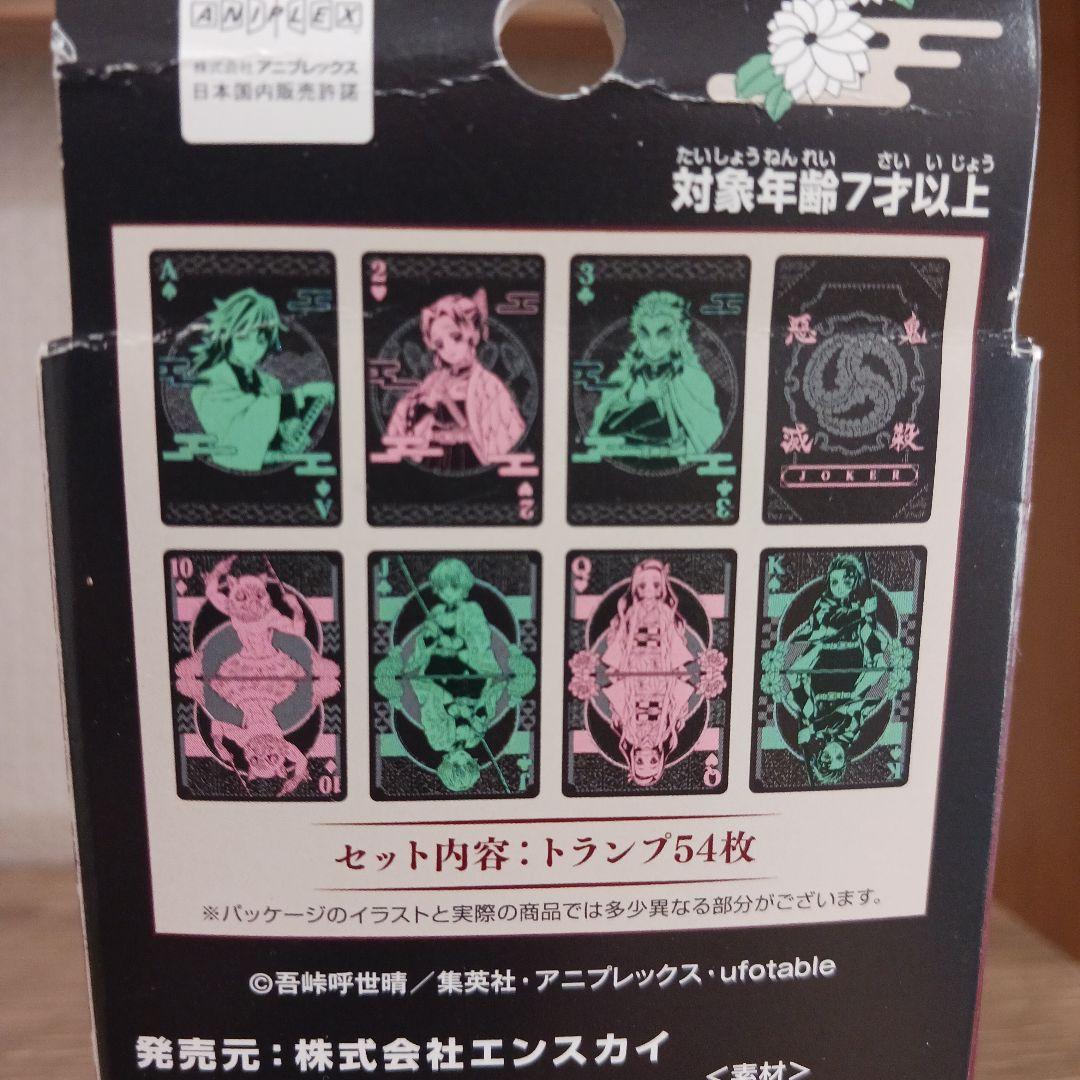 ANIPLEX
株式会社アニプレックス
日本国内販売許諾
たいしょうねんれい さいいじょう
対象年齢7才以上
A 2 3
悪鬼
滅殺
JOKER
A 2 3
10 J Q K
10 J Q K
セット内容：トランプ54枚
※パッケージのイラストと実際の商品では多少異なる部分がございます。
©吾峠呼世晴／集英社・アニプレックス・ufotable
発売元：株式会社エンスカイ
＜素材＞